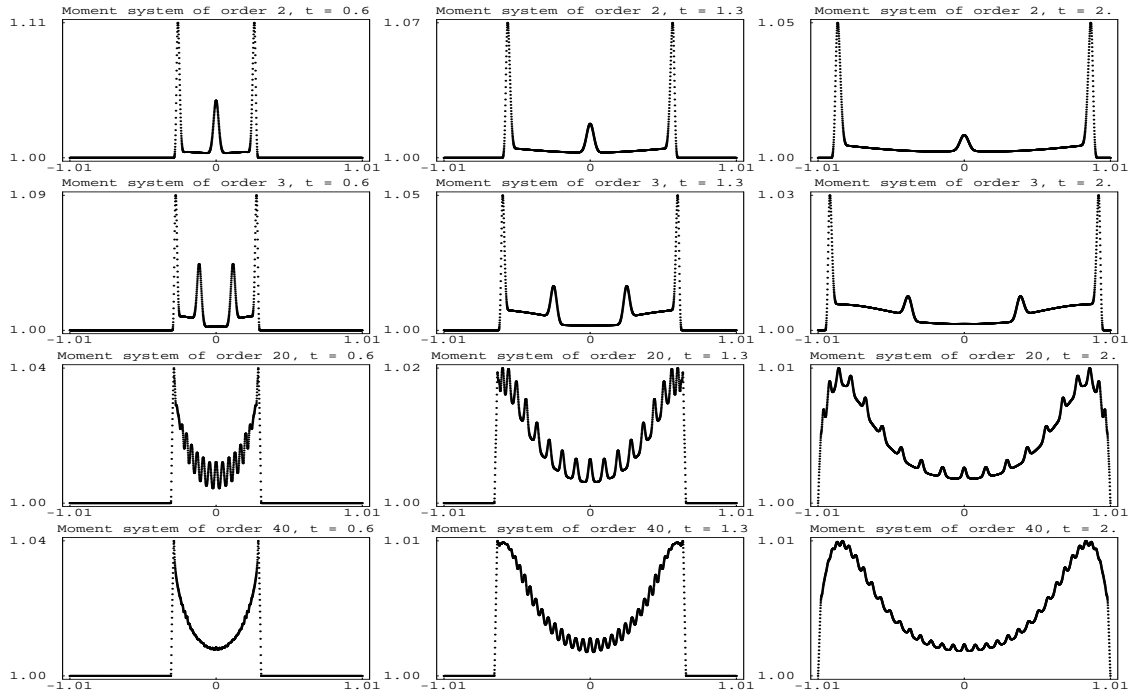 Moment system of order 2, t = 0.6
1.11
1.00
-1.01 0 1.01
Moment system of order 2, t = 1.3
1.07
1.00
-1.01 0 1.01
Moment system of order 2, t = 2.
1.05
1.00
-1.01 0 1.01
Moment system of order 3, t = 0.6
1.09
1.00
-1.01 0 1.01
Moment system of order 3, t = 1.3
1.05
1.00
-1.01 0 1.01
Moment system of order 3, t = 2.
1.03
1.00
-1.01 0 1.01
Moment system of order 20, t = 0.6
1.04
1.00
-1.01 0 1.01
Moment system of order 20, t = 1.3
1.02
1.00
-1.01 0 1.01
Moment system of order 20, t = 2.
1.01
1.00
-1.01 0 1.01
Moment system of order 40, t = 0.6
1.04
1.00
-1.01 0 1.01
Moment system of order 40, t = 1.3
1.01
1.00
-1.01 0 1.01
Moment system of order 40, t = 2.
1.01
1.00
-1.01 0 1.01